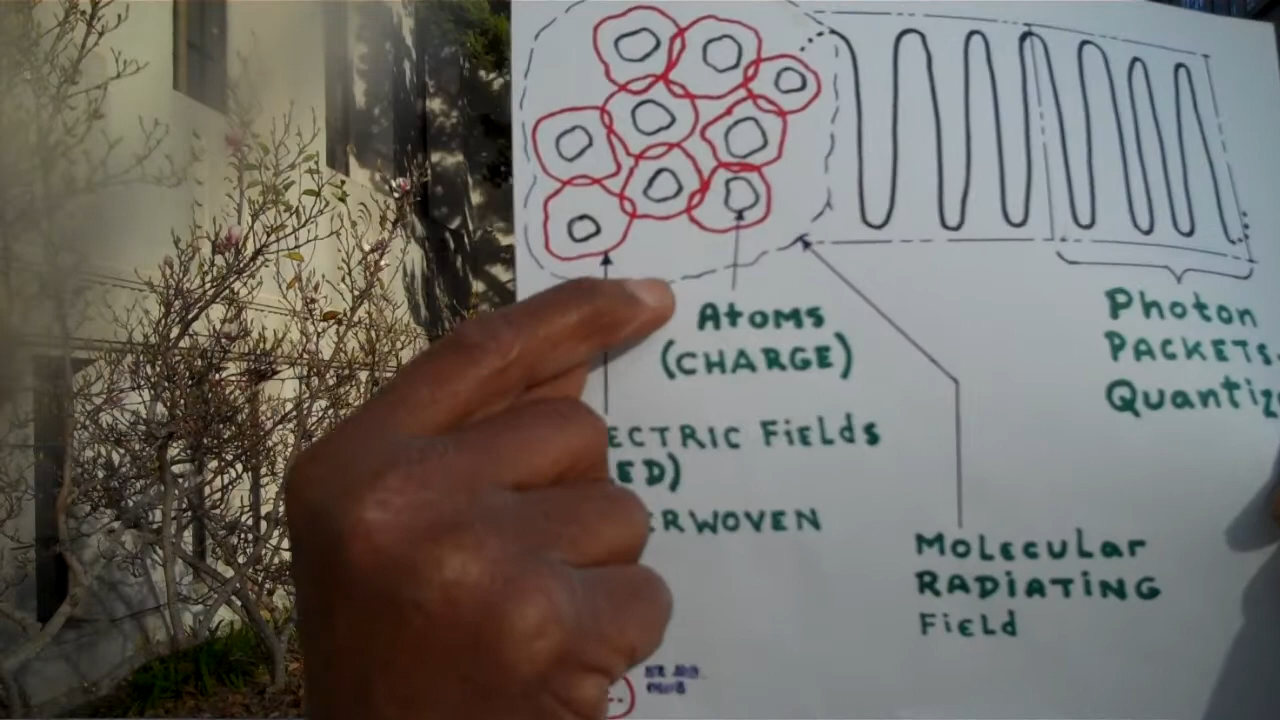 Atoms
(CHARGE)
ECTRIC Fields
ED)
ERWOVEN
Molecular
RADiATiNG
Field
Photon
PACKETS
Quantiz